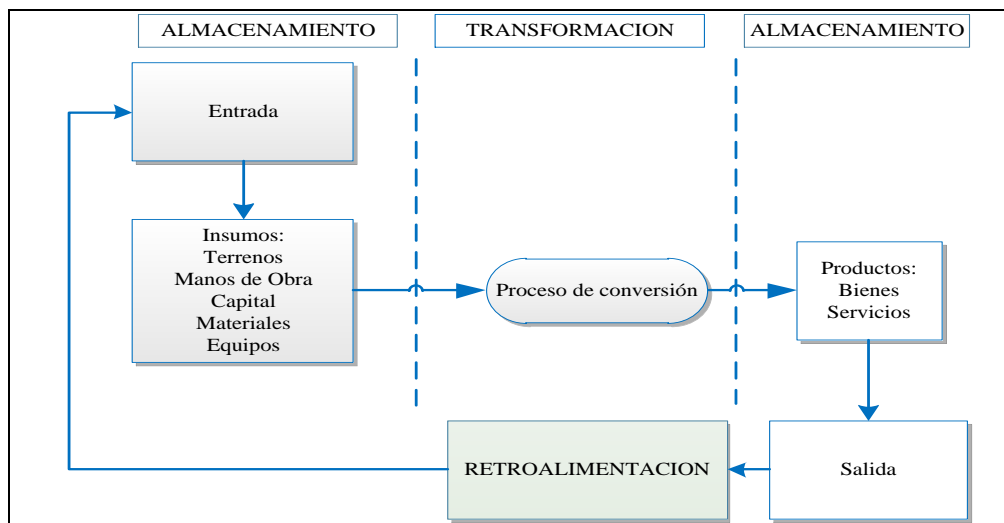 ALMACENAMIENTO
TRANSFORMACION
ALMACENAMIENTO
Entrada
Insumos:
Terrenos
Manos de Obra
Capital
Materiales
Equipos
Proceso de conversión
Productos:
Bienes
Servicios
RETROALIMENTACION
Salida